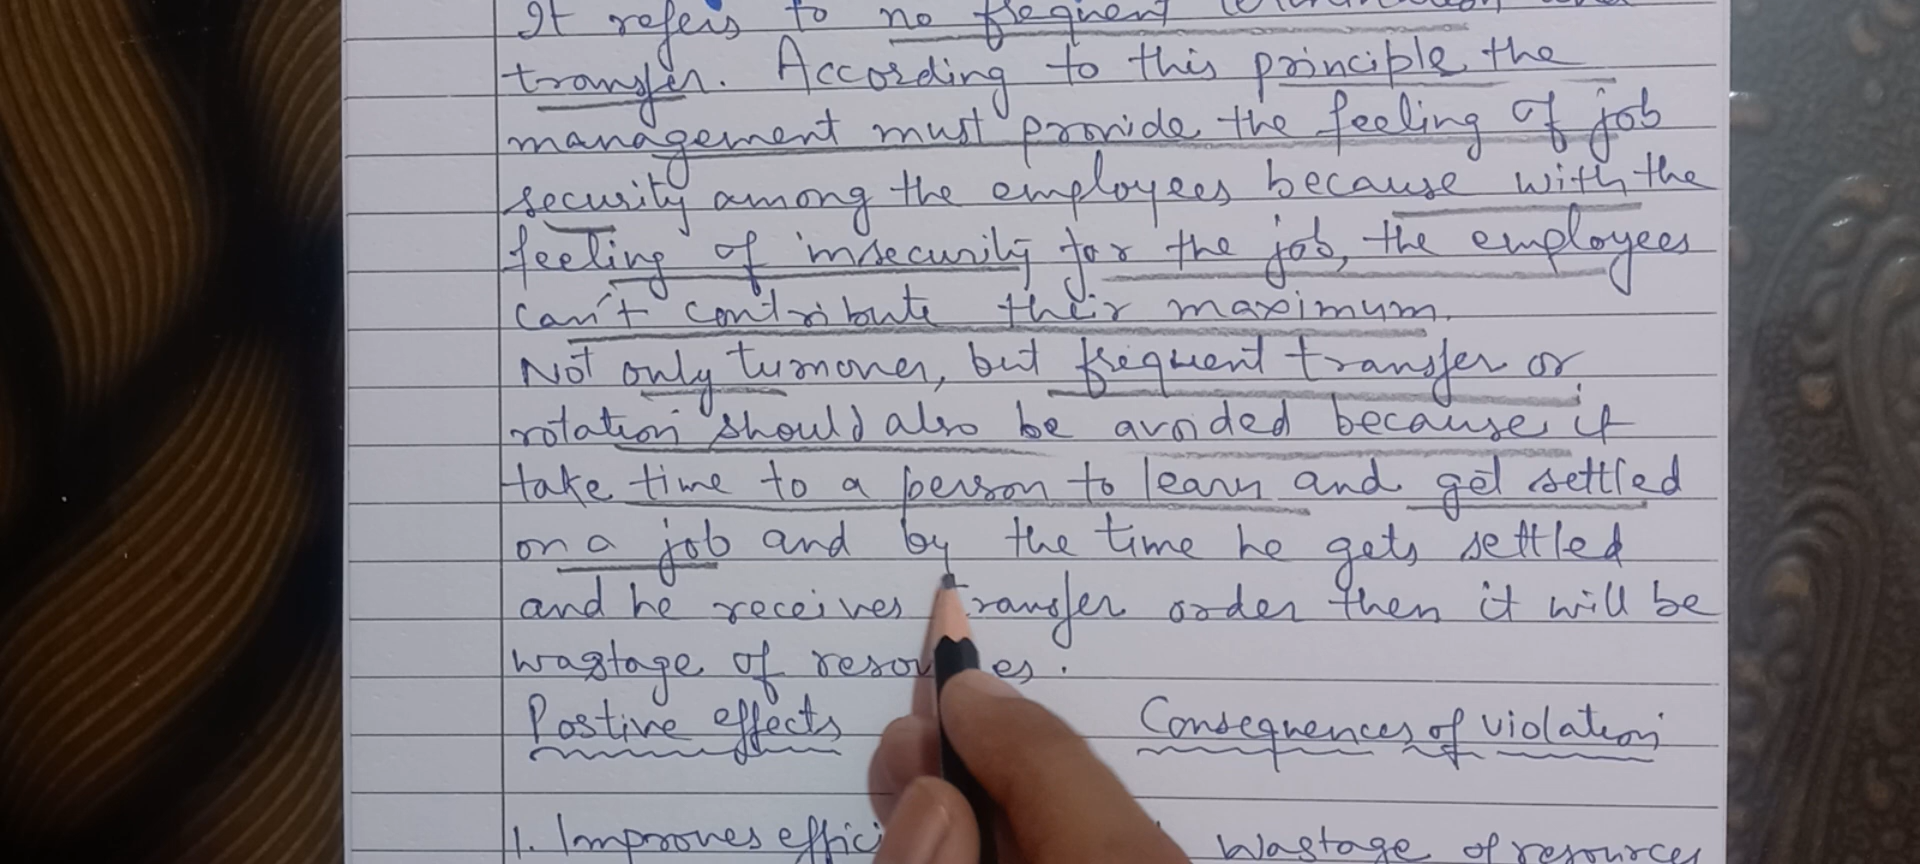 It refers to no frequent termination and
transfer. According to this principle the
management must provide the feeling of job
security among the employees because with the
feeling of insecurity for the job, the employees
can't contribute their maximum.
Not only turnover, but frequent transfer or
rotation should also be avoided because it
take time to a person to learn and get settled
on a job and by the time he gets settled
and he receives transfer order then it will be
wastage of resources.
Postive effects Consequences of violation
1. Improves effici Wastage of resources